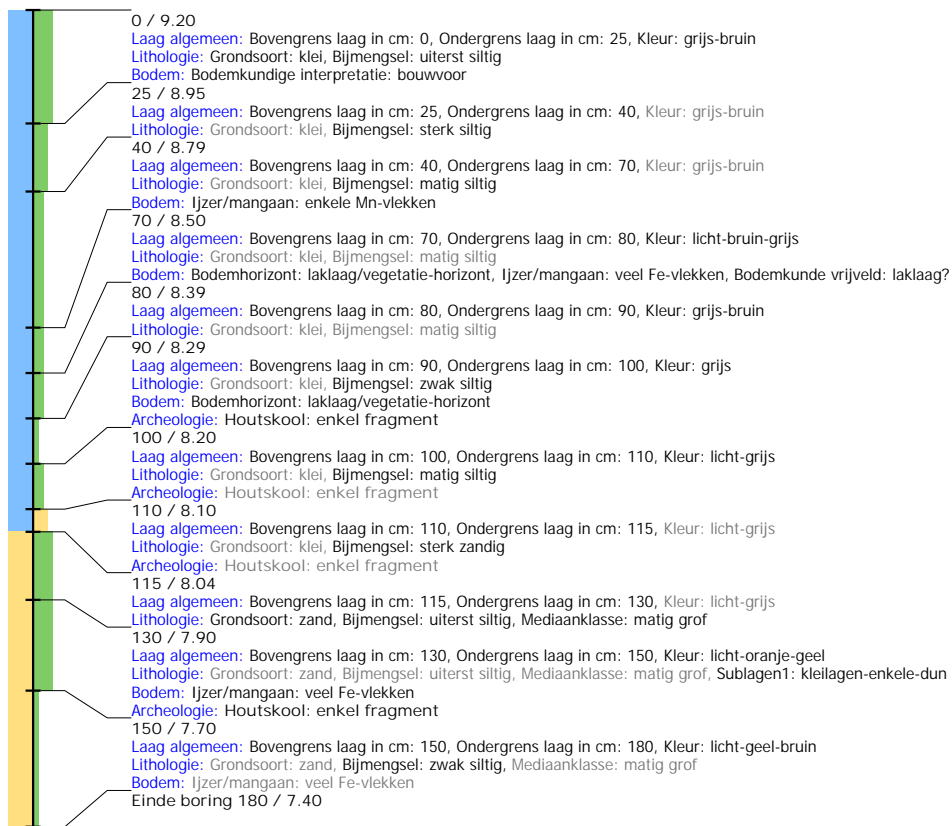 0 / 9.20
Laag algemeen: Bovengrens laag in cm: 0, Ondergrens laag in cm: 25, Kleur: grijs-bruin
Lithologie: Grondsoort: klei, Bijmengsel: uiterst siltig
Bodem: Bodemkundige interpretatie: bouwvoor
25 / 8.95
Laag algemeen: Bovengrens laag in cm: 25, Ondergrens laag in cm: 40, Kleur: grijs-bruin
Lithologie: Grondsoort: klei, Bijmengsel: sterk siltig
40 / 8.79
Laag algemeen: Bovengrens laag in cm: 40, Ondergrens laag in cm: 70, Kleur: grijs-bruin
Lithologie: Grondsoort: klei, Bijmengsel: matig siltig
Bodem: Ijzer/mangaan: enkele Mn-vlekken
70 / 8.50
Laag algemeen: Bovengrens laag in cm: 70, Ondergrens laag in cm: 80, Kleur: licht-bruin-grijs
Lithologie: Grondsoort: klei, Bijmengsel: matig siltig
Bodem: Bodemhorizont: laklaag/vegetatie-horizont, Ijzer/mangaan: veel Fe-vlekken, Bodemkunde vrijveld: laklaag?
80 / 8.39
Laag algemeen: Bovengrens laag in cm: 80, Ondergrens laag in cm: 90, Kleur: grijs-bruin
Lithologie: Grondsoort: klei, Bijmengsel: matig siltig
90 / 8.29
Laag algemeen: Bovengrens laag in cm: 90, Ondergrens laag in cm: 100, Kleur: grijs
Lithologie: Grondsoort: klei, Bijmengsel: zwak siltig
Bodem: Bodemhorizont: laklaag/vegetatie-horizont
Archeologie: Houtskool: enkel fragment
100 / 8.20
Laag algemeen: Bovengrens laag in cm: 100, Ondergrens laag in cm: 110, Kleur: licht-grijs
Lithologie: Grondsoort: klei, Bijmengsel: matig siltig
Archeologie: Houtskool: enkel fragment
110 / 8.10
Laag algemeen: Bovengrens laag in cm: 110, Ondergrens laag in cm: 115, Kleur: licht-grijs
Lithologie: Grondsoort: klei, Bijmengsel: sterk zandig
Archeologie: Houtskool: enkel fragment
115 / 8.04
Laag algemeen: Bovengrens laag in cm: 115, Ondergrens laag in cm: 130, Kleur: licht-grijs
Lithologie: Grondsoort: zand, Bijmengsel: uiterst siltig, Mediaanklasse: matig grof
130 / 7.90
Laag algemeen: Bovengrens laag in cm: 130, Ondergrens laag in cm: 150, Kleur: licht-oranje-geel
Lithologie: Grondsoort: zand, Bijmengsel: uiterst siltig, Mediaanklasse: matig grof, Sublagen1: kleilagen-enkele-dun
Bodem: Ijzer/mangaan: veel Fe-vlekken
Archeologie: Houtskool: enkel fragment
150 / 7.70
Laag algemeen: Bovengrens laag in cm: 150, Ondergrens laag in cm: 180, Kleur: licht-geel-bruin
Lithologie: Grondsoort: zand, Bijmengsel: zwak siltig, Mediaanklasse: matig grof
Bodem: Ijzer/mangaan: veel Fe-vlekken
Einde boring 180 / 7.40